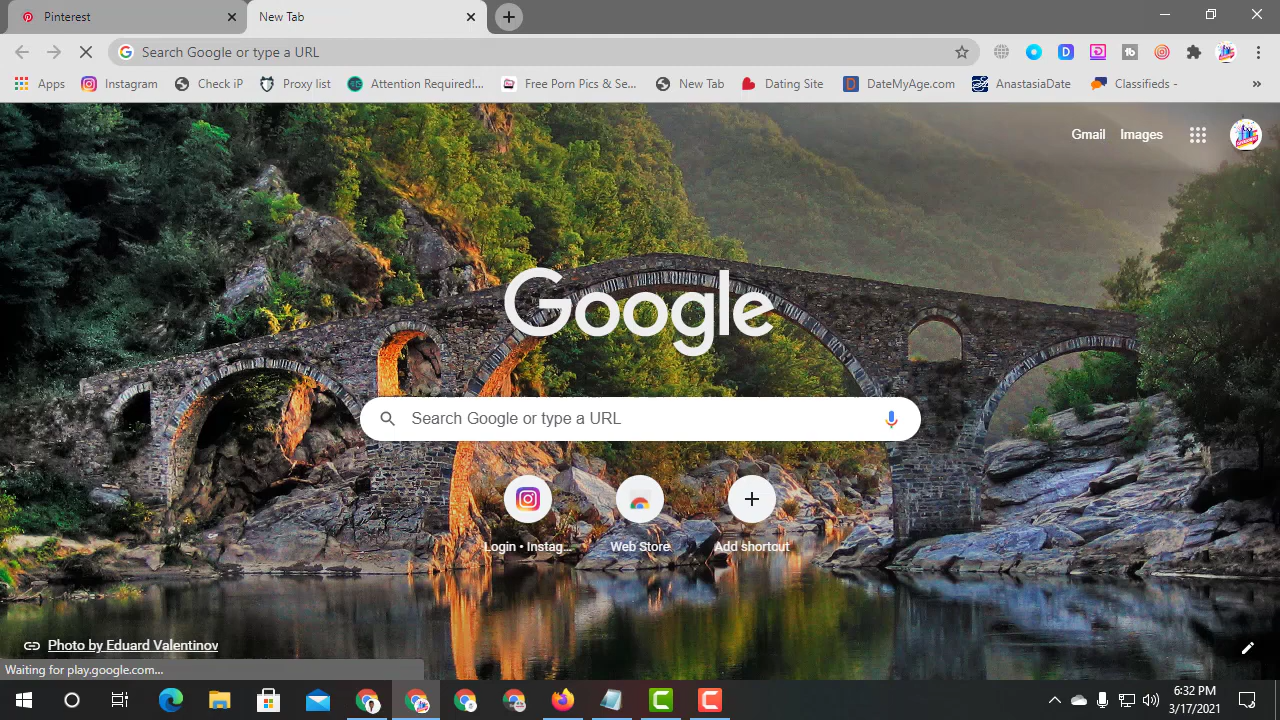 Pinterest
New Tab
Search Google or type a URL
Apps
Instagram
Check iP
Proxy list
Attention Required!...
Free Porn Pics & Se...
New Tab
Dating Site
DateMyAge.com
AnastasiaDate
Classifieds -
»
Gmail
Images
Google
Search Google or type a URL
Login • Instag...
Web Store
Add shortcut
Photo by Eduard Valentinov
Waiting for play.google.com...
6:32 PM
3/17/2021